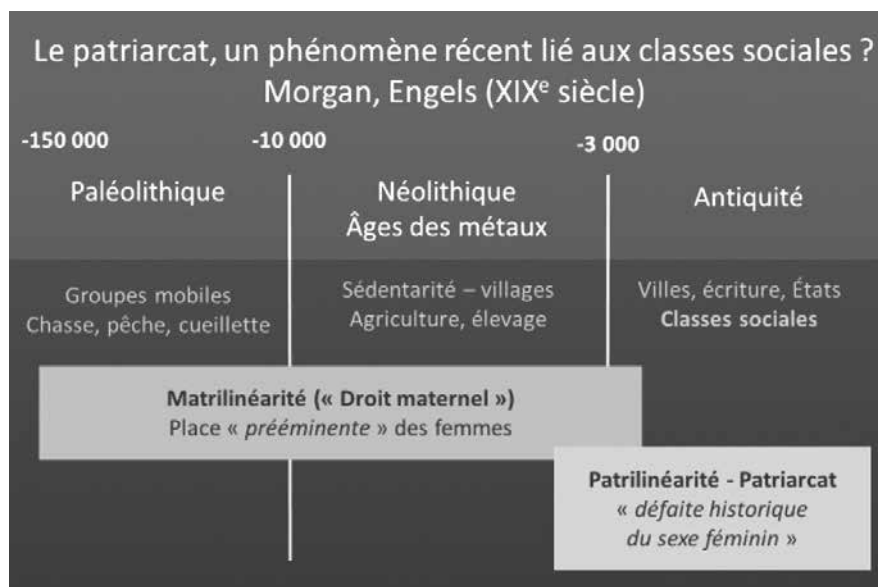 Le patriarcat, un phénomène récent lié aux classes sociales ?
Morgan, Engels (XIXe siècle)
-150 000
-10 000
-3 000
Paléolithique
Néolithique
Âges des métaux
Antiquité
Groupes mobiles
Chasse, pêche, cueillette
Sédentarité – villages
Agriculture, élevage
Villes, écriture, États
Classes sociales
Matrilinéarité (« Droit maternel »)
Place « prééminente » des femmes
Patrilinéarité - Patriarcat
« défaite historique
du sexe féminin »